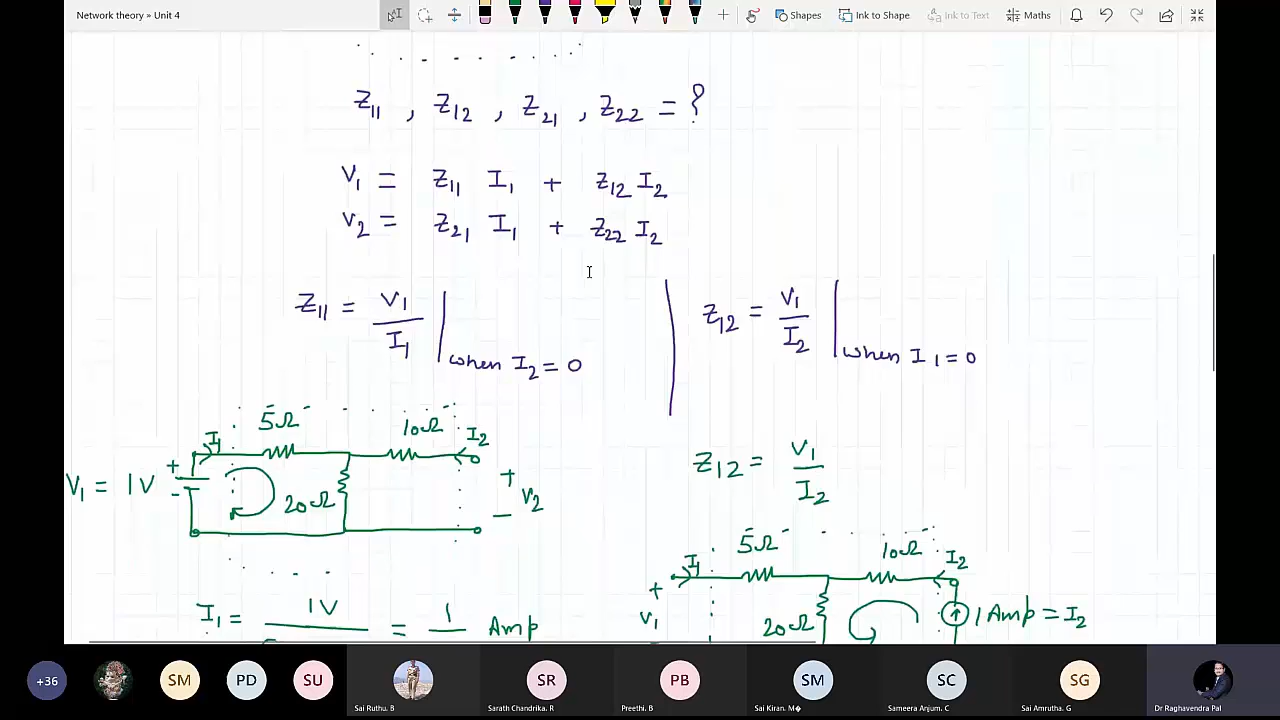 Network theory » Unit 4
Shapes
Ink to Shape
Ink to Text
Maths
Z11 , Z12 , Z21 , Z22 = ?
V1 = Z11 I1 + Z12 I2
V2 = Z21 I1 + Z22 I2
Z11 = V1 / I1 | when I2 = 0
Z12 = V1 / I2 | when I1 = 0
5Ω 10Ω
I1 I2
V1 = 1V + - 20Ω + V2 -
Z12 = V1 / I2
5Ω 10Ω
I1 I2
+ V1 20Ω 1 Amp = I2
I1 = 1V = 1 Amp
+36
SM
PD
SU
Sai Ruthu. B
SR
Sarath Chandrika. R
PB
Preethi. B
SM
Sai Kiran. M�
SC
Sameera Anjum. C
SG
Sai Amrutha. G
Dr Raghavendra Pal